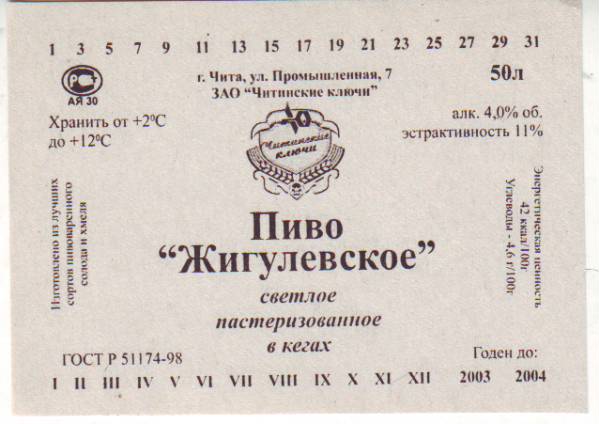 1 3 5 7 9 11 13 15 17 19 21 23 25 27 29 31
РСТ
АЯ 30
г. Чита, ул. Промышленная, 7
ЗАО “Читинские ключи”
50л
Хранить от +2ºС
до +12ºС
алк. 4,0% об.
эстрактивность 11%
Читинские
ключи
Изготовлено из лучших
сортов пивоваренного
солода и хмеля
Пиво
“Жигулевское”
светлое
пастеризованное
в кегах
Энергетическая ценность
42 ккал/100г
Углеводы - 4,6 г/100г
ГОСТ Р 51174-98
Годен до:
I II III IV V VI VII VIII IX X XI XII 2003 2004